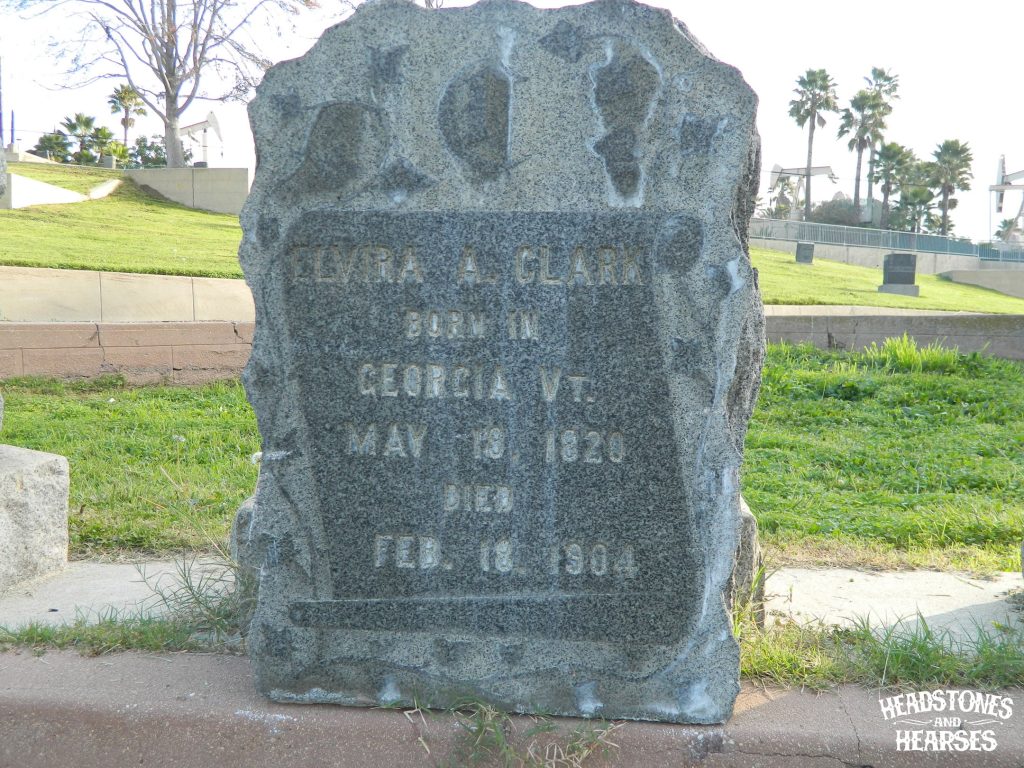 ELVIRA A. CLARK
BORN IN
GEORGIA VT.
MAY 18, 1820
DIED
FEB. 18, 1904
HEADSTONES
AND
HEARSES